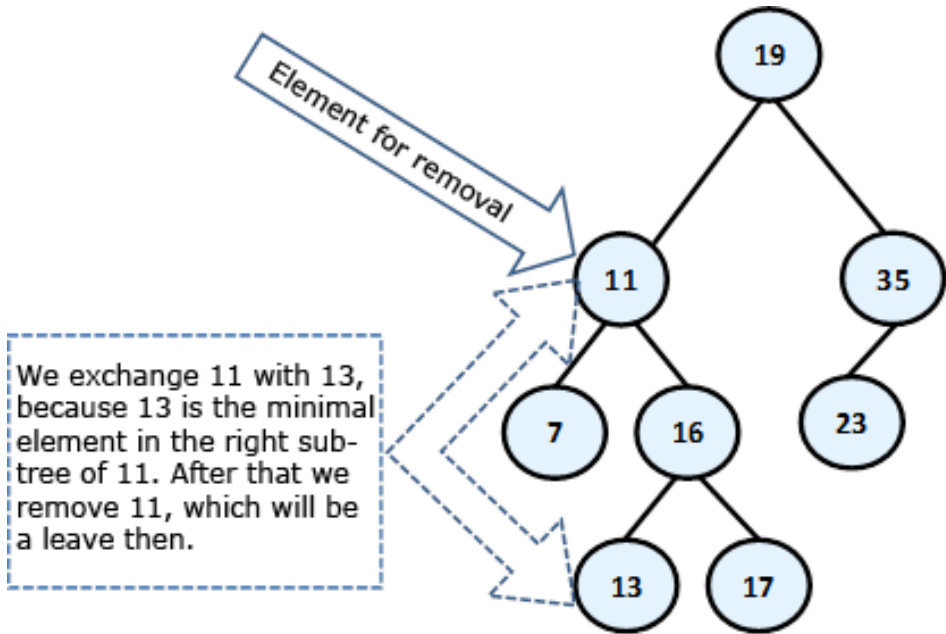 19
Element for removal
11
35
We exchange 11 with 13,
because 13 is the minimal
element in the right sub-
tree of 11. After that we
remove 11, which will be
a leave then.
7
16
23
13
17